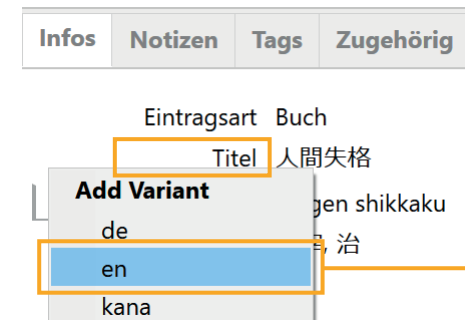 Infos Notizen Tags Zugehörig
Eintragsart Buch
Titel 人間失格
Add Variant
gen shikkaku
de
治
en
kana